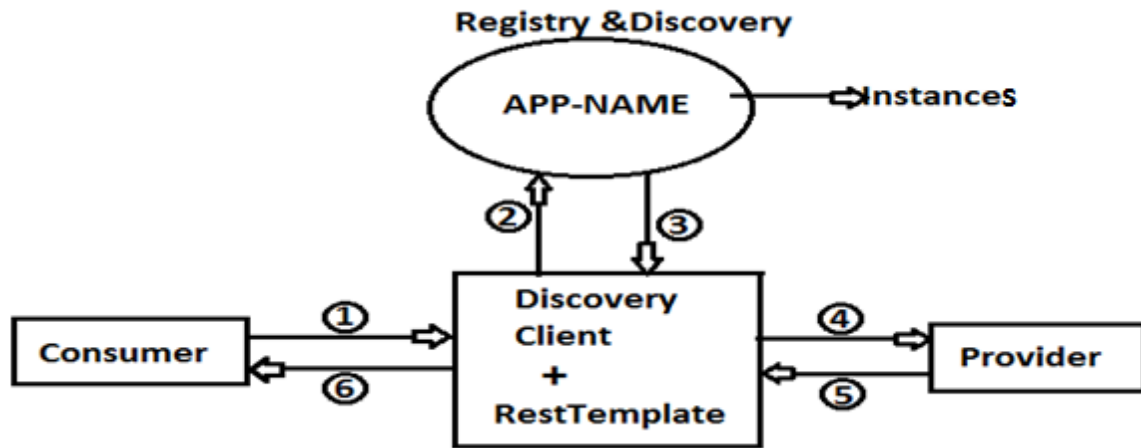 Registry &Discovery
APP-NAME
Instances
2
3
Discovery
Client
+
RestTemplate
1
6
Consumer
4
5
Provider